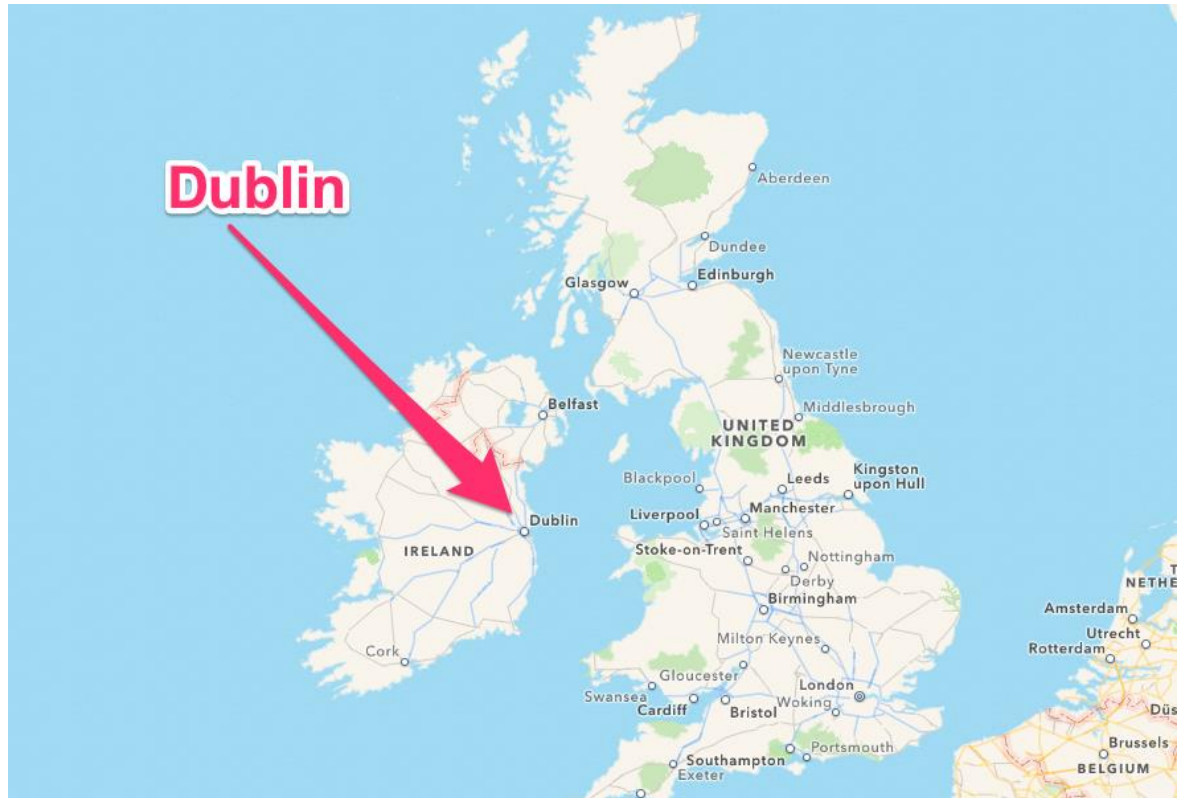 Dublin
Aberdeen
Dundee
Edinburgh
Glasgow
Newcastle
upon Tyne
Belfast
Middlesbrough
UNITED
KINGDOM
Blackpool
Leeds
Kingston
upon Hull
Liverpool
Manchester
Saint Helens
Dublin
IRELAND
Stoke-on-Trent
Nottingham
Derby
Birmingham
Amsterdam
Utrecht
Rotterdam
Milton Keynes
Cork
Gloucester
Swansea
London
Cardiff
Bristol
Woking
Portsmouth
Southampton
Exeter
Brussels
BELGIUM